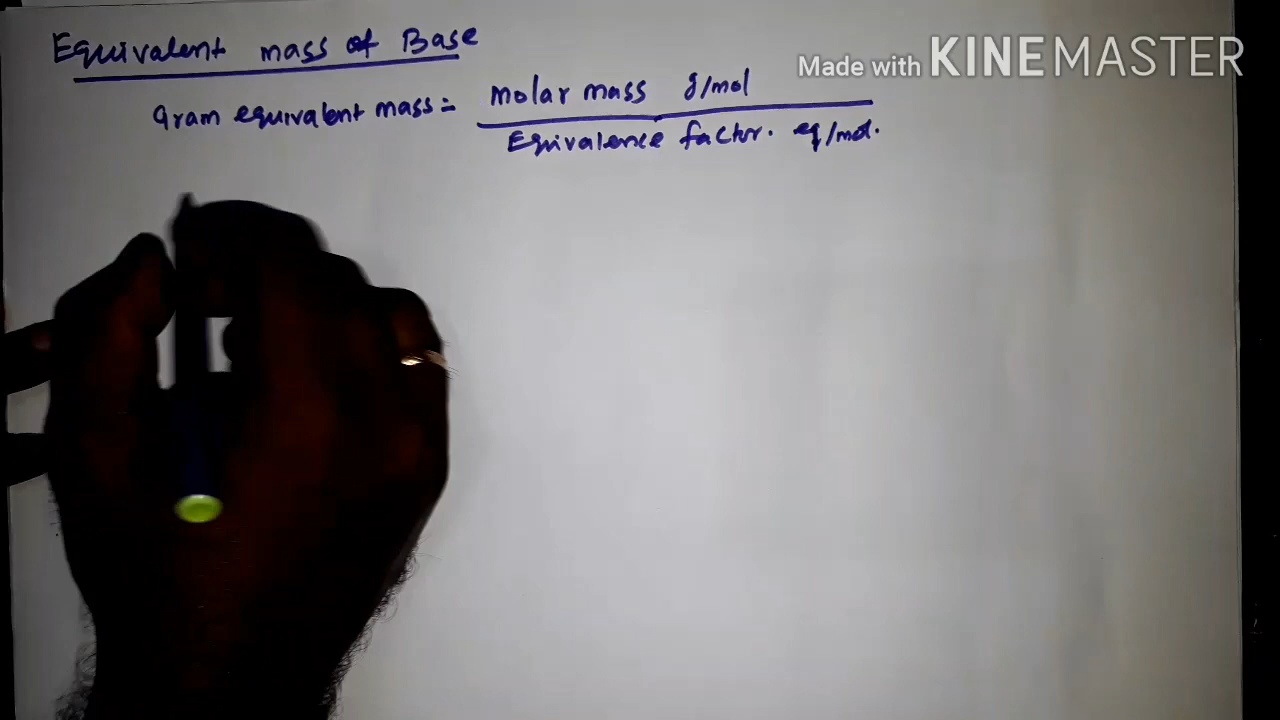 Equivalent mass of Base
Made with KINEMASTER
Gram equivalent mass = molar mass g/mol
Equivalence factor. eq/mol.